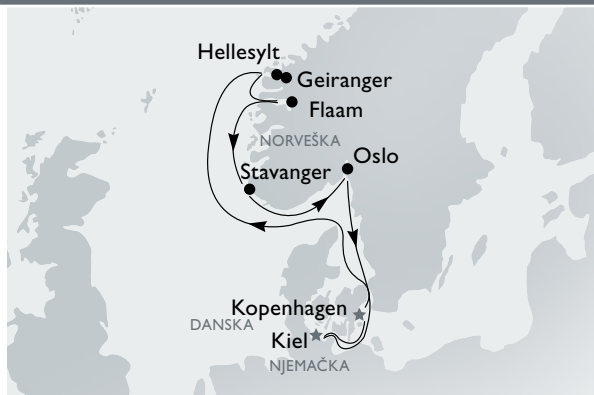 Hellesylt
Geiranger
Flaam
NORVEŠKA
Oslo
Stavanger
Kopenhagen
DANSKA
Kiel
NJEMAČKA